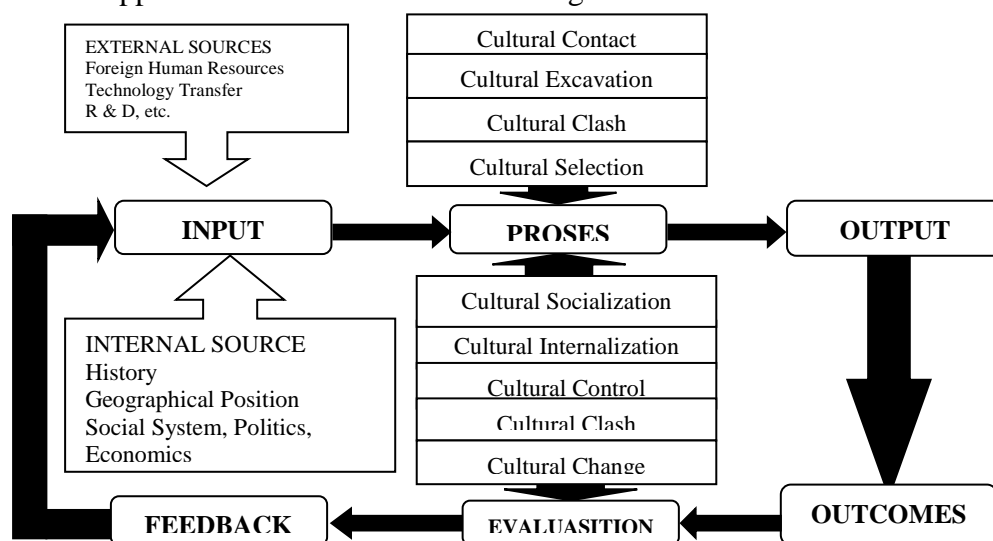 EXTERNAL SOURCES
Foreign Human Resources
Technology Transfer
R & D, etc.
Cultural Contact
Cultural Excavation
Cultural Clash
Cultural Selection
INPUT
PROSES
OUTPUT
INTERNAL SOURCE
History
Geographical Position
Social System, Politics,
Economics
Cultural Socialization
Cultural Internalization
Cultural Control
Cultural Clash
Cultural Change
FEEDBACK
EVALUASITION
OUTCOMES